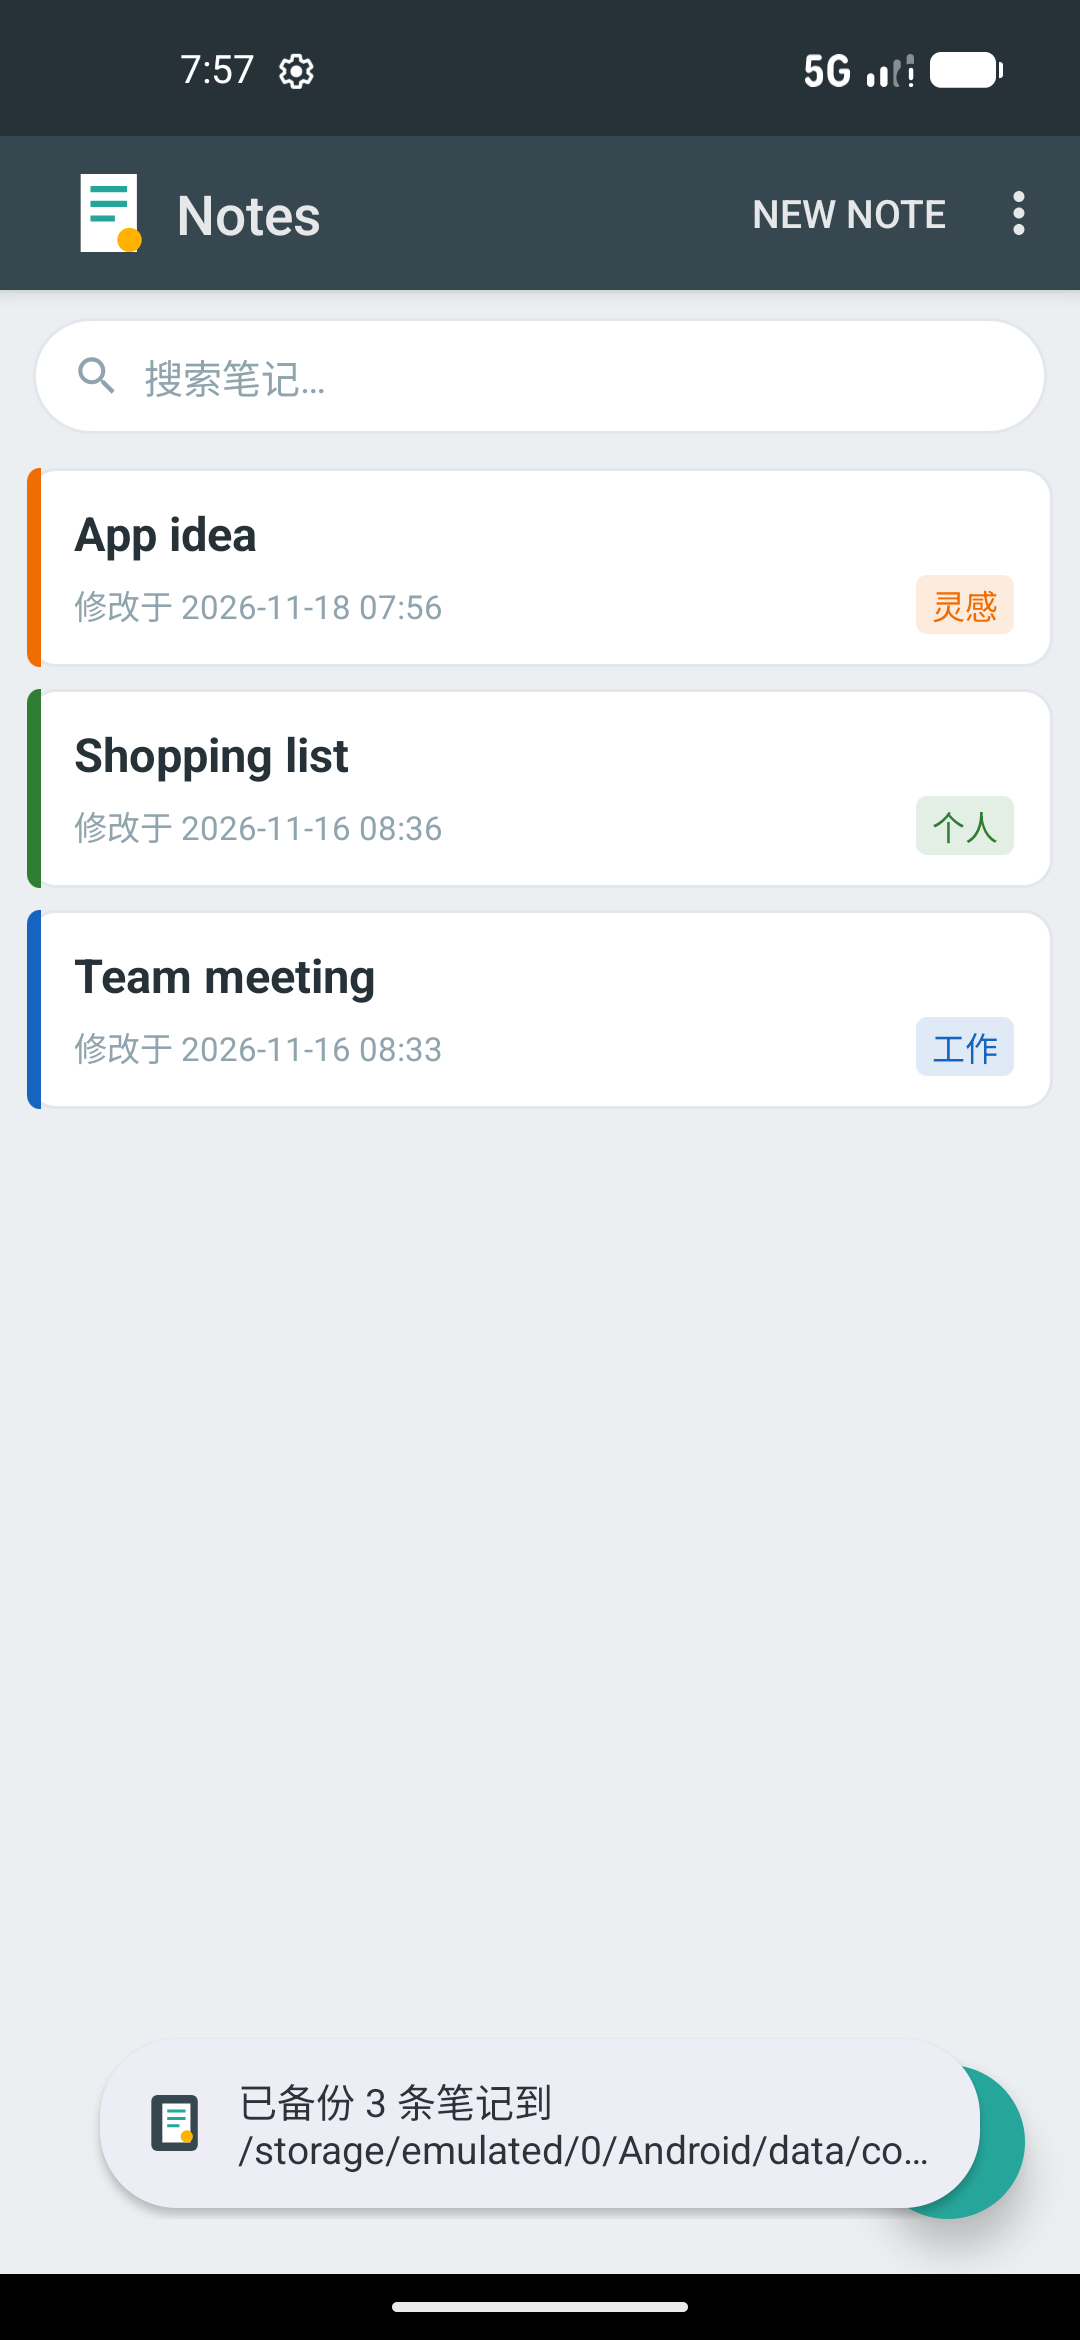 7:57
5G
Notes
NEW NOTE
搜索笔记…
App idea
修改于 2026-11-18 07:56
灵感
Shopping list
修改于 2026-11-16 08:36
个人
Team meeting
修改于 2026-11-16 08:33
工作
已备份 3 条笔记到
/storage/emulated/0/Android/data/co…